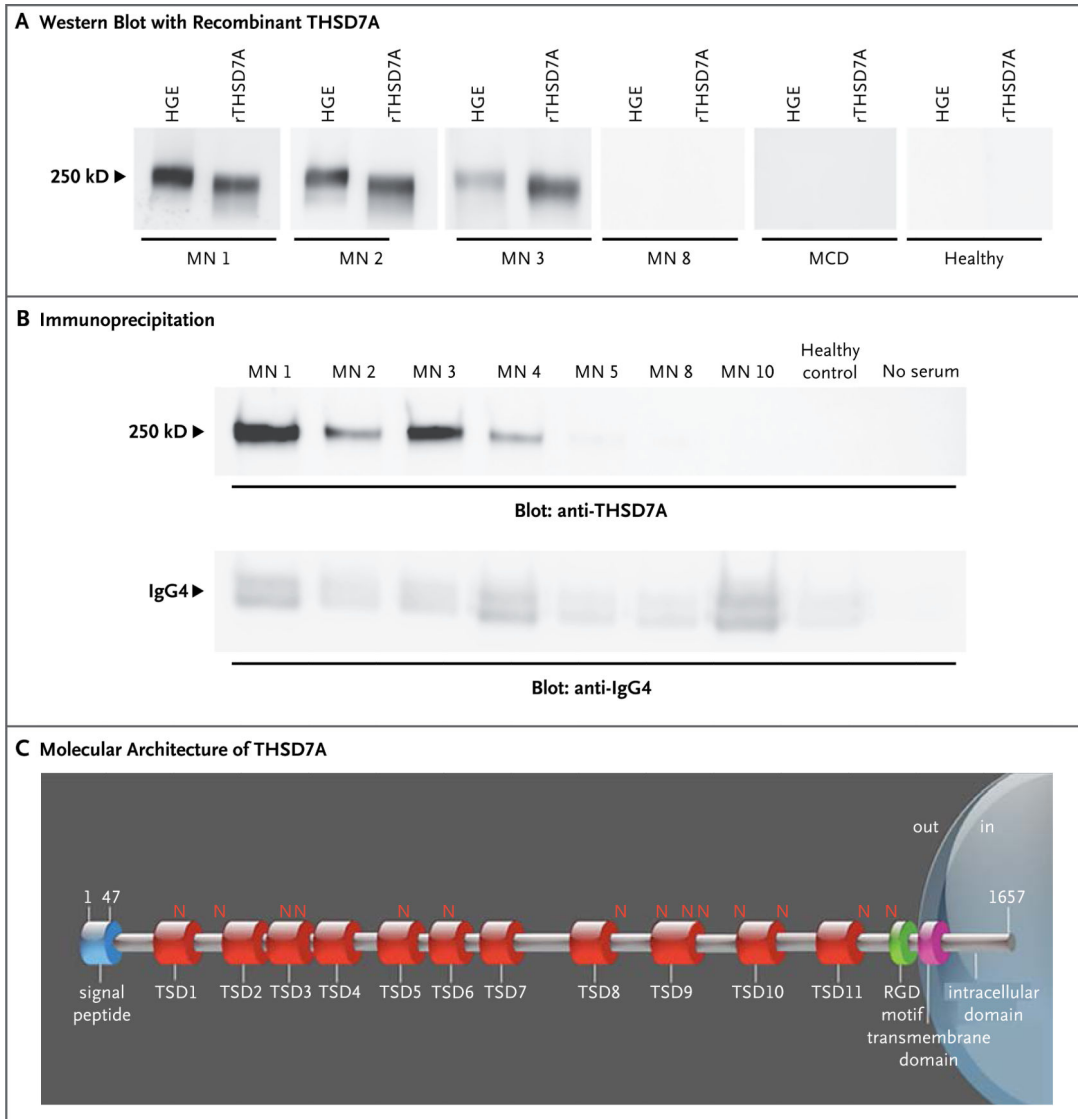 A Western Blot with Recombinant THSD7A
HGE rTHSD7A HGE rTHSD7A HGE rTHSD7A HGE rTHSD7A HGE rTHSD7A HGE rTHSD7A
250 kD
MN 1 MN 2 MN 3 MN 8 MCD Healthy
B Immunoprecipitation
MN 1 MN 2 MN 3 MN 4 MN 5 MN 8 MN 10 Healthy control No serum
250 kD
Blot: anti-THSD7A
IgG4
Blot: anti-IgG4
C Molecular Architecture of THSD7A
out in
1 47 1657
N N N N N N N N N N N N N N
signal peptide TSD1 TSD2 TSD3 TSD4 TSD5 TSD6 TSD7 TSD8 TSD9 TSD10 TSD11 RGD motif intracellular domain
transmembrane domain